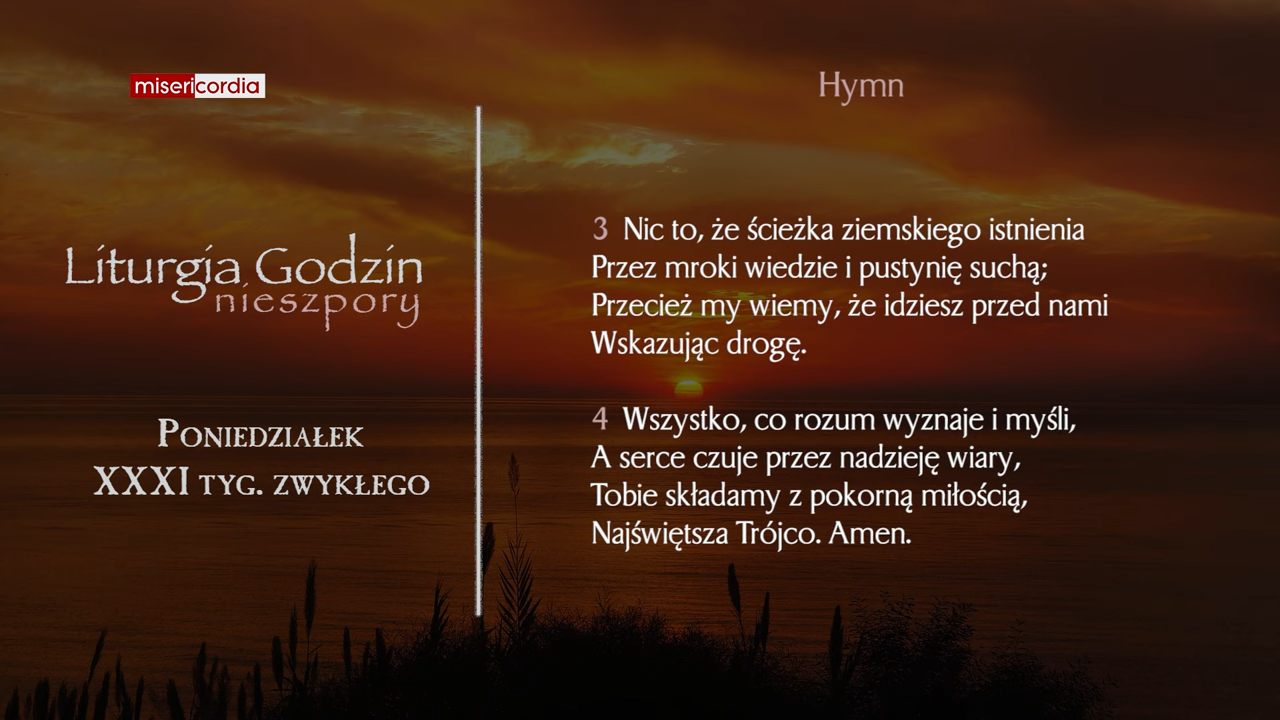 misericordia
Liturgia Godzin
nieszpory
Poniedziałek
XXXI tyg. zwykłego
Hymn
3 Nic to, że ścieżka ziemskiego istnienia
Przez mroki wiedzie i pustynię suchą;
Przecież my wiemy, że idziesz przed nami
Wskazując drogę.
4 Wszystko, co rozum wyznaje i myśli,
A serce czuje przez nadzieję wiary,
Tobie składamy z pokorną miłością,
Najświętsza Trójco. Amen.